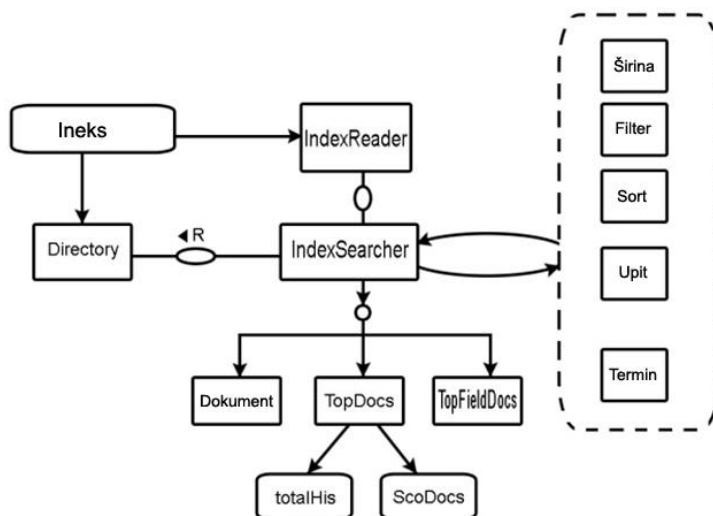 Ineks
IndexReader
Directory
R
IndexSearcher
Širina
Filter
Sort
Upit
Termin
Dokument
TopDocs
TopFieldDocs
totalHis
ScoDocs